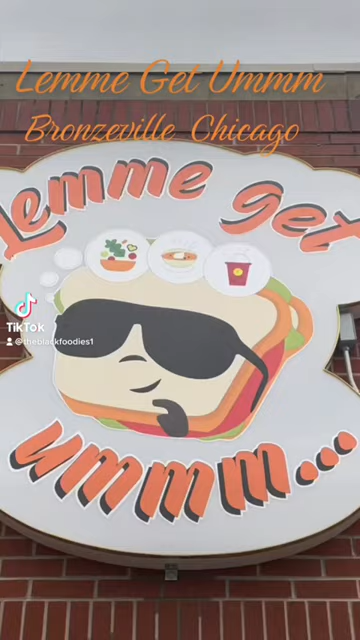 Lemme Get Ummm
Bronzeville Chicago
Lemme get
TikTok
@theblackfoodies1
ummm...